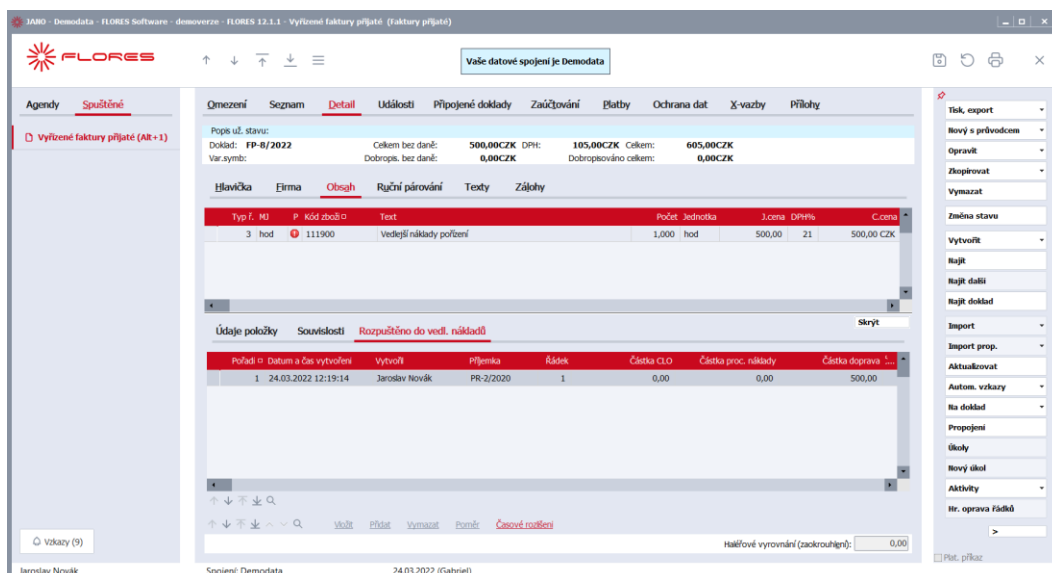 JANO - Demodata - FLORES Software - demoverze - FLORES 12.1.1 - Vyřízené faktury přijaté (Faktury přijaté)
FLORES
Vaše datové spojení je Demodata
Agendy Spuštěné
Vyřízené faktury přijaté (Alt+1)
Omezení Seznam Detail Události Připojené doklady Zaúčtování Platby Ochrana dat X-vazby Přílohy
Popis už. stavu:
Doklad: FP-8/2022 Celkem bez daně: 500,00CZK DPH: 105,00CZK Celkem: 605,00CZK
Var.symb: Dobropis. bez daně: 0,00CZK Dobropisováno celkem: 0,00CZK
Hlavička Firma Obsah Ruční párování Texty Zálohy
Typ ř. MJ P Kód zboží Text Počet Jednotka J.cena DPH% C.cena
3 hod 111900 Vedlejší náklady pořízení 1,000 hod 500,00 21 500,00 CZK
Skrýt
Údaje položky Souvislosti Rozpuštěno do vedl. nákladů
Pořadí Datum a čas vytvoření Vytvořil Příjemka Řádek Částka CLO Částka proc. náklady Částka doprava
1 24.03.2022 12:19:14 Jaroslav Novák PR-2/2020 1 0,00 0,00 500,00
Vložit Přidat Vymazat Poměr Časové rozlišení
Haléřové vyrovnání (zaokrouhlení): 0,00
Tisk, export
Nový s průvodcem
Opravit
Zkopírovat
Vymazat
Změna stavu
Vytvořit
Najít
Najít další
Najít doklad
Import
Import prop.
Aktualizovat
Autom. vzkazy
Na doklad
Propojení
Úkoly
Nový úkol
Aktivity
Hr. oprava řádků
>
Plat. příkaz
Vzkazy (9)
Jaroslav Novák Spojení: Demodata 24.03.2022 (Gabriel)